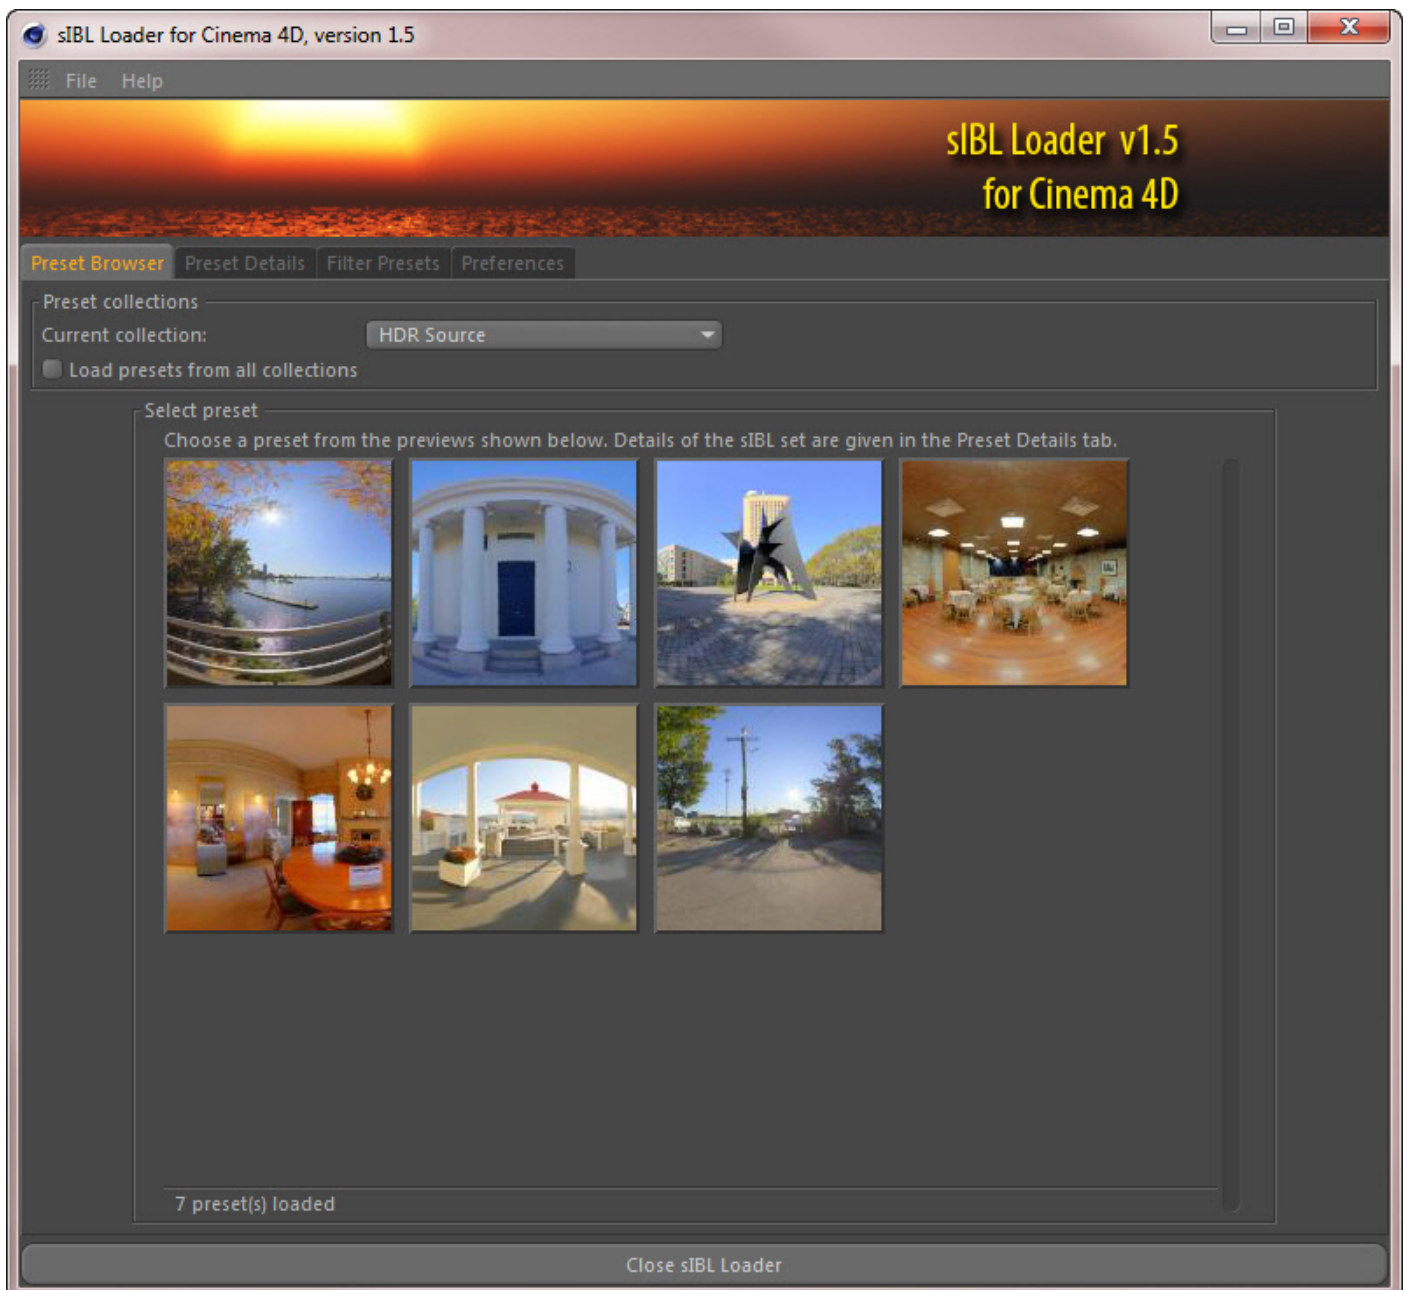 sIBL Loader for Cinema 4D, version 1.5
File Help
sIBL Loader v1.5
for Cinema 4D
Preset Browser Preset Details Filter Presets Preferences
Preset collections
Current collection: HDR Source
Load presets from all collections
Select preset
Choose a preset from the previews shown below. Details of the sIBL set are given in the Preset Details tab.
7 preset(s) loaded
Close sIBL Loader